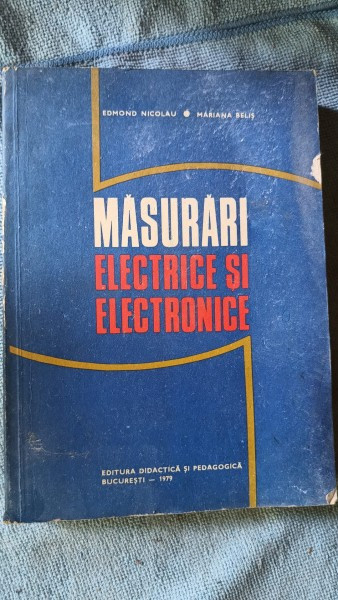 EDMOND NICOLAU ● MARIANA BELIȘ
MĂSURĂRI
ELECTRICE ȘI
ELECTRONICE
EDITURA DIDACTICĂ ȘI PEDAGOGICĂ
BUCUREȘTI — 1979